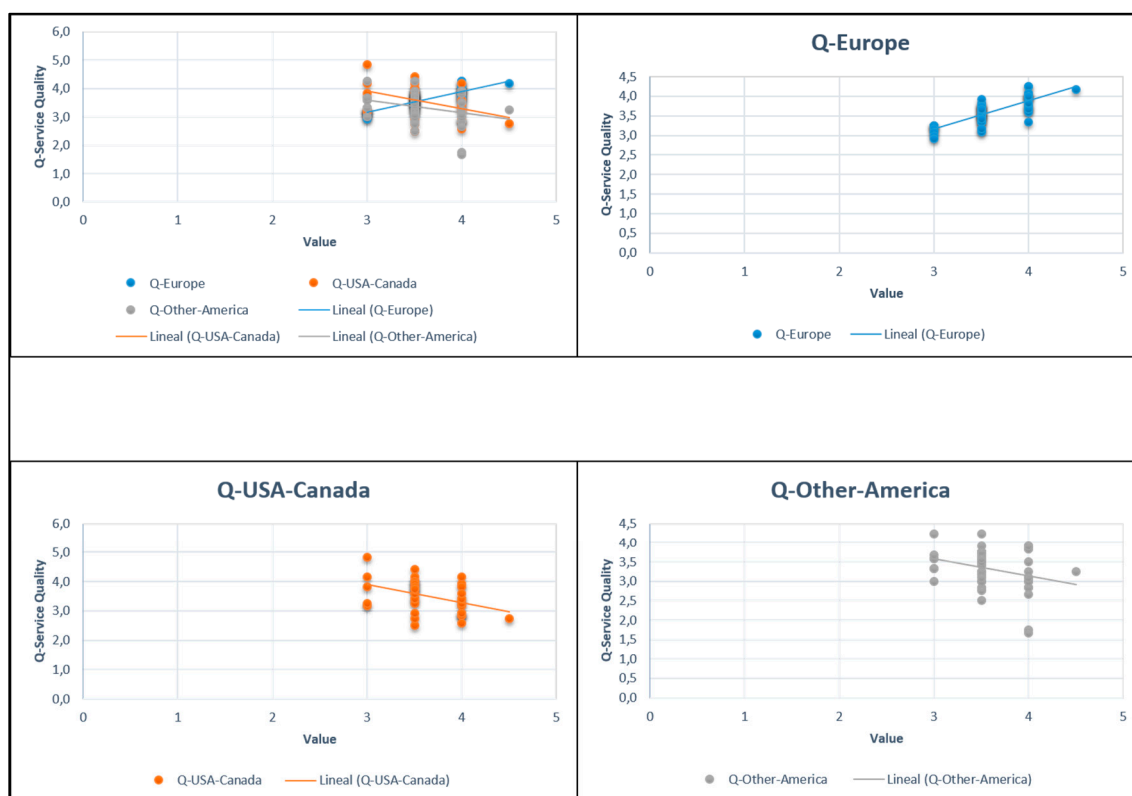 6,0
5,0
4,0
3,0
2,0
1,0
0,0
Q-Service Quality
0 1 2 3 4 5
Value
Q-Europe Q-USA-Canada
Q-Other-America Lineal (Q-Europe)
Lineal (Q-USA-Canada) Lineal (Q-Other-America)
Q-Europe
4,5
4,0
3,5
3,0
2,5
2,0
1,5
1,0
0,5
0,0
Q-Service Quality
0 1 2 3 4 5
Value
Q-Europe Lineal (Q-Europe)
Q-USA-Canada
6,0
5,0
4,0
3,0
2,0
1,0
0,0
Q-Service Quality
0 1 2 3 4 5
Value
Q-USA-Canada Lineal (Q-USA-Canada)
Q-Other-America
4,5
4,0
3,5
3,0
2,5
2,0
1,5
1,0
0,5
0,0
Q-Service Quality
0 1 2 3 4 5
Value
Q-Other-America Lineal (Q-Other-America)